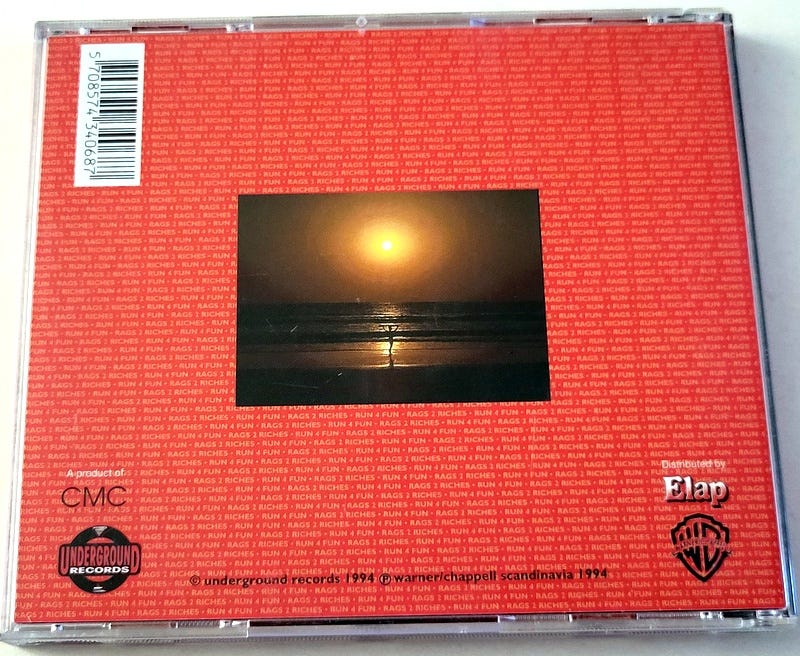 5 708574 340687
RAGS 2 RICHES - RUN 4 FUN - RAGS 2 RICHES - RUN 4 FUN
A product of
CMC
UNDERGROUND
RECORDS
Distributed by
Elap
© underground records 1994 ℗ warner/chappell scandinavia 1994